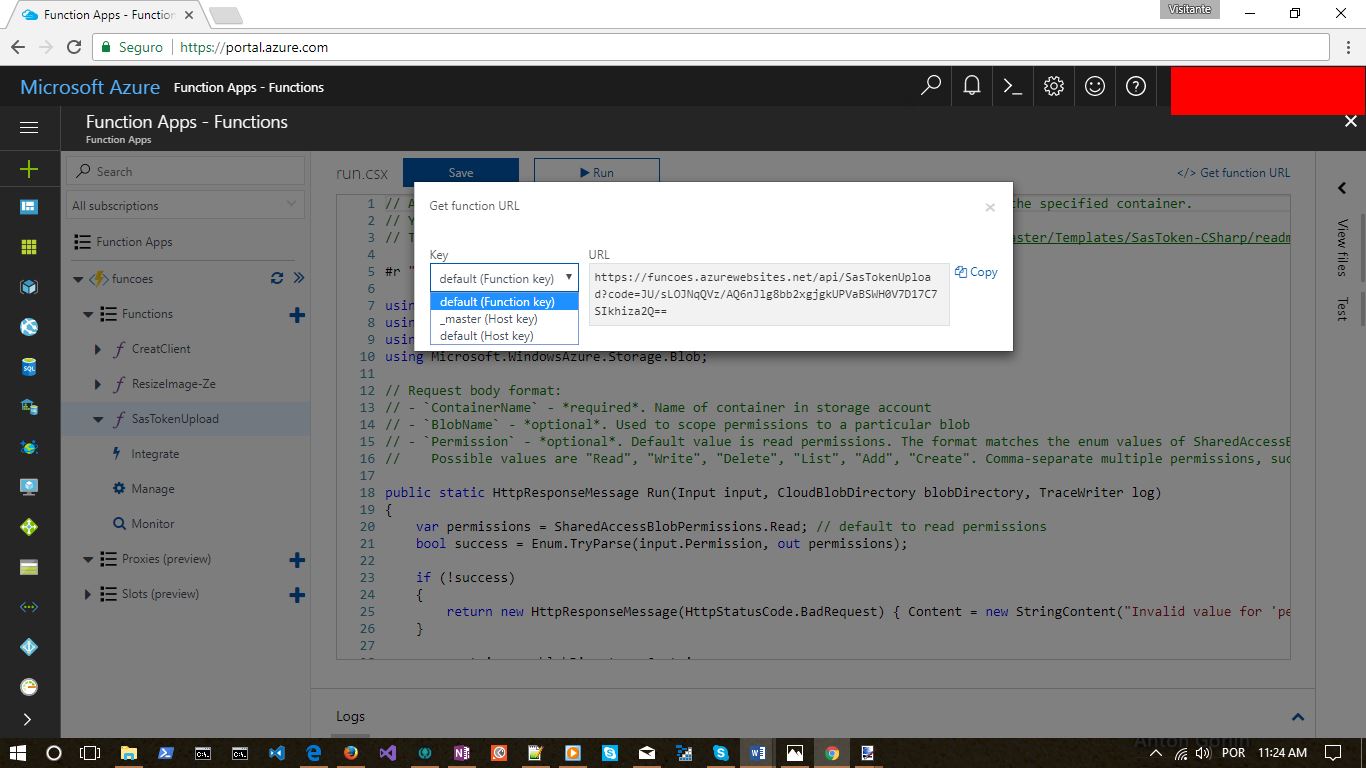 Function Apps - Function
Visitante
Seguro
https://portal.azure.com
Microsoft Azure
Function Apps - Functions
Function Apps - Functions
Function Apps
Search
All subscriptions
Function Apps
funcoes
Functions
CreatClient
ResizeImage-Ze
SasTokenUpload
Integrate
Manage
Monitor
Proxies (preview)
Slots (preview)
run.csx
Save
Run
</> Get function URL
Get function URL
Key
default (Function key)
default (Function key)
_master (Host key)
default (Host key)
URL
https://funcoes.azurewebsites.net/api/SasTokenUploa
d?code=JU/sLOJNqQVz/AQ6nJlg8bb2xgjgkUPVaBSWH0V7D17C7
SIkhiza2Q==
Copy
1 // A he specified container.
2 // Y
3 // T aster/Templates/SasToken-CSharp/readm
4
5 #r "
6
7 usin
8 usin
9 usin
10 using Microsoft.WindowsAzure.Storage.Blob;
11
12 // Request body format:
13 // - `ContainerName` - *required*. Name of container in storage account
14 // - `BlobName` - *optional*. Used to scope permissions to a particular blob
15 // - `Permission` - *optional*. Default value is read permissions. The format matches the enum values of SharedAccessB
16 // Possible values are "Read", "Write", "Delete", "List", "Add", "Create". Comma-separate multiple permissions, suc
17
18 public static HttpResponseMessage Run(Input input, CloudBlobDirectory blobDirectory, TraceWriter log)
19 {
20 var permissions = SharedAccessBlobPermissions.Read; // default to read permissions
21 bool success = Enum.TryParse(input.Permission, out permissions);
22
23 if (!success)
24 {
25 return new HttpResponseMessage(HttpStatusCode.BadRequest) { Content = new StringContent("Invalid value for 'pe
26 }
27
Logs
View files
Test
POR
11:24 AM